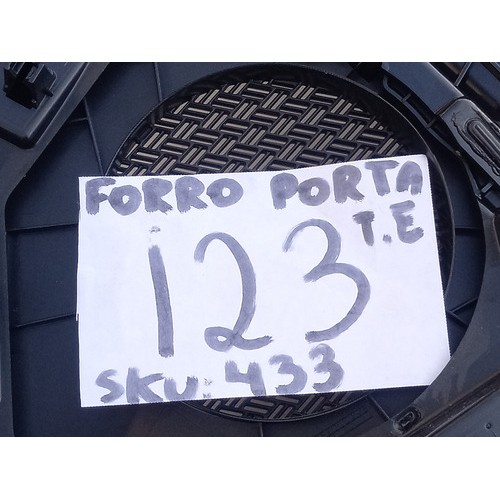 FORRO PORTA
T.E
123
SKU: 433